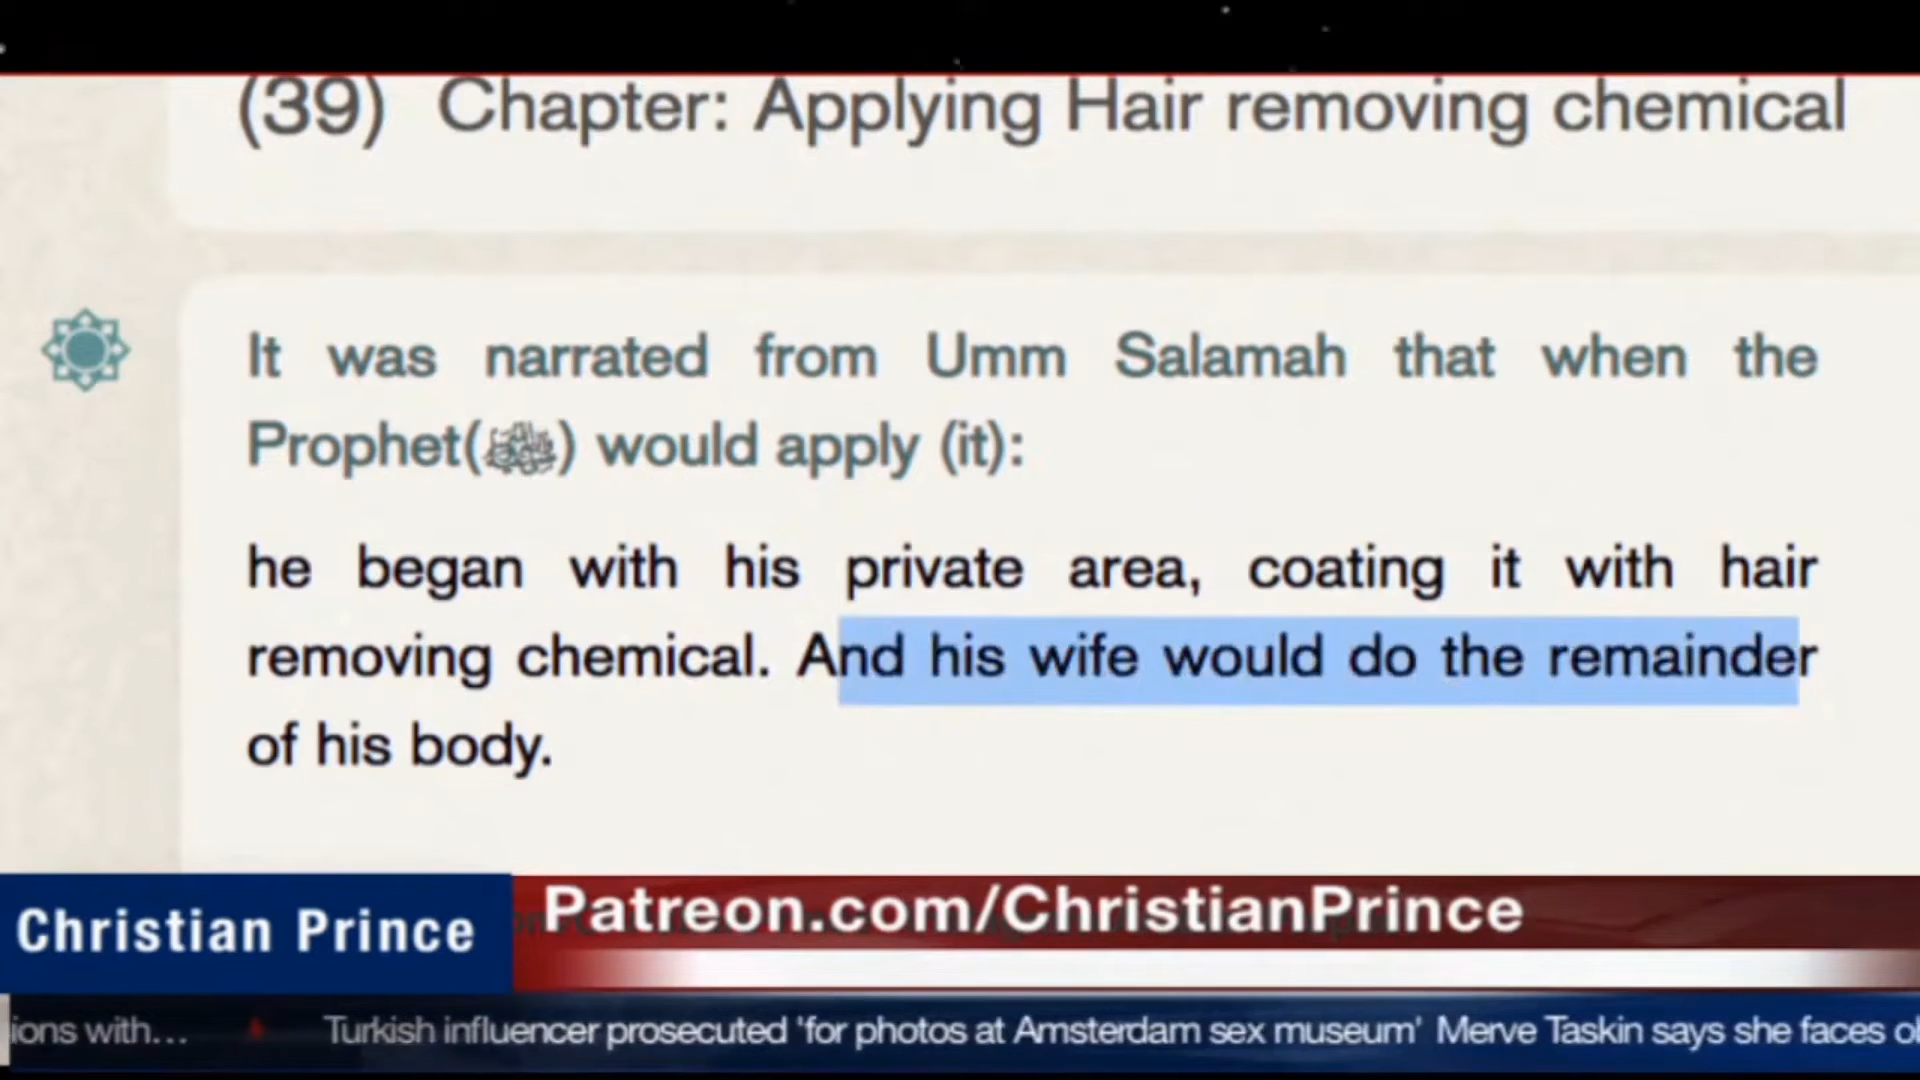 (39) Chapter: Applying Hair removing chemical
It was narrated from Umm Salamah that when the
Prophet(ﷺ) would apply (it):
he began with his private area, coating it with hair
removing chemical. And his wife would do the remainder
of his body.
Christian Prince
Patreon.com/ChristianPrince
ions with... Turkish influencer prosecuted 'for photos at Amsterdam sex museum' Merve Taskin says she faces